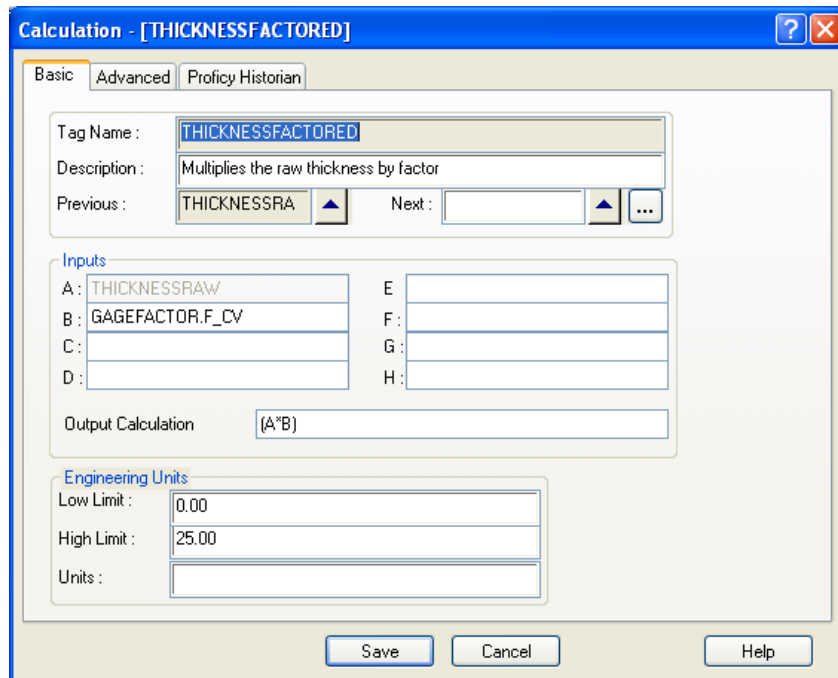 Calculation - [THICKNESSFACTORED]
Basic Advanced Proficy Historian
Tag Name : THICKNESSFACTORED
Description : Multiplies the raw thickness by factor
Previous : THICKNESSRA Next : ...
Inputs
A : THICKNESSRAW E
B : GAGEFACTOR.F_CV F :
C : G :
D : H :
Output Calculation (A*B)
Engineering Units
Low Limit : 0.00
High Limit : 25.00
Units :
Save Cancel Help